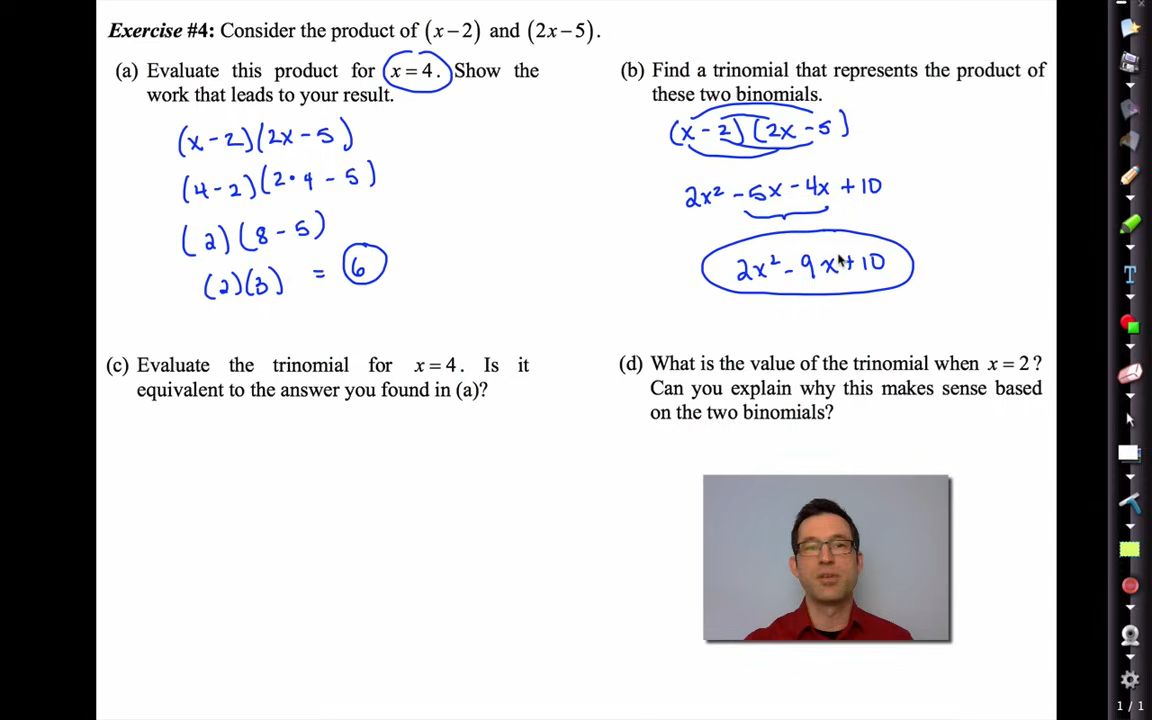 Exercise #4: Consider the product of (x−2) and (2x−5).
(a) Evaluate this product for x=4. Show the
work that leads to your result.
(x-2)(2x-5)
(4-2)(2•4-5)
(2)(8-5)
(2)(3) = 6
(b) Find a trinomial that represents the product of
these two binomials.
(x-2)(2x-5)
2x²-5x-4x+10
2x²-9x+10
(c) Evaluate the trinomial for x=4. Is it
equivalent to the answer you found in (a)?
(d) What is the value of the trinomial when x=2?
Can you explain why this makes sense based
on the two binomials?
T
1/1